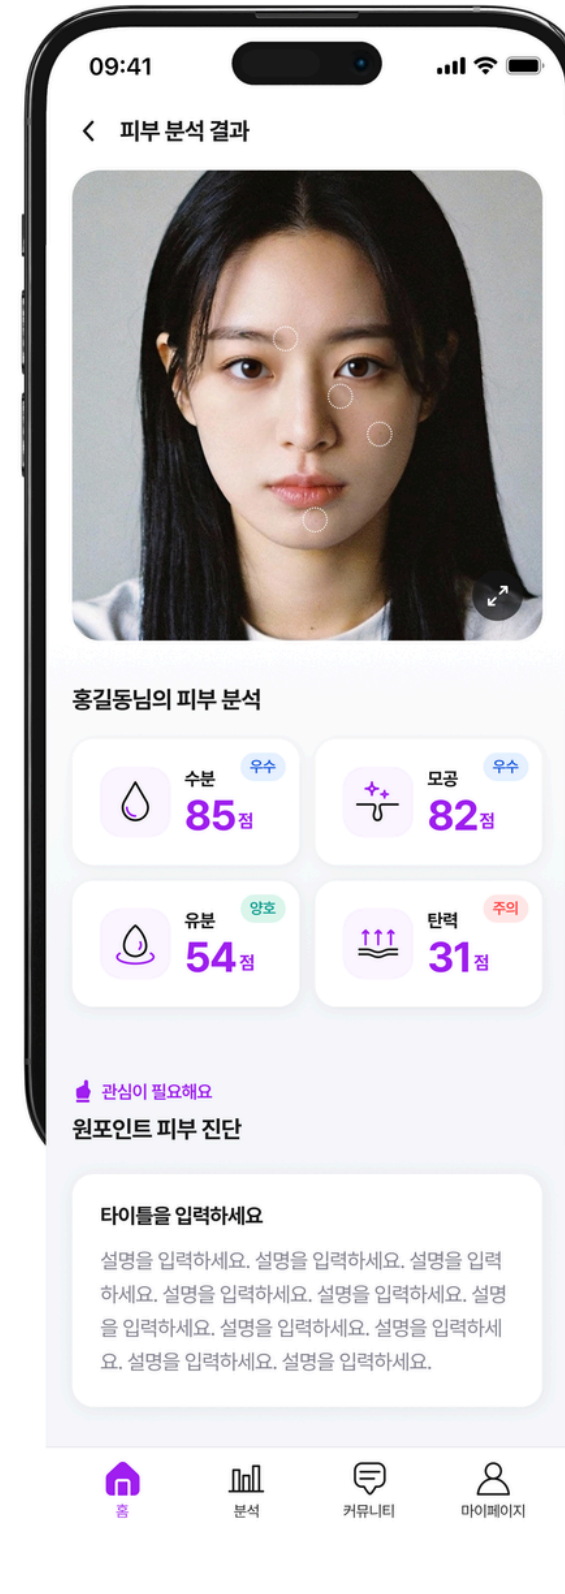 09:41
피부 분석 결과
홍길동님의 피부 분석
수분
우수
85점
모공
우수
82점
유분
양호
54점
탄력
주의
31점
관심이 필요해요
원포인트 피부 진단
타이틀을 입력하세요
설명을 입력하세요. 설명을 입력하세요. 설명을 입력
하세요. 설명을 입력하세요. 설명을 입력하세요. 설명
을 입력하세요. 설명을 입력하세요. 설명을 입력하세
요. 설명을 입력하세요. 설명을 입력하세요.
홈
분석
커뮤니티
마이페이지